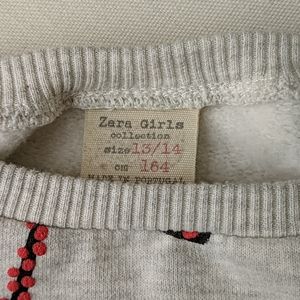 Zara Girls
collection
size 13/14
cm 164
MADE IN PORTUGAL